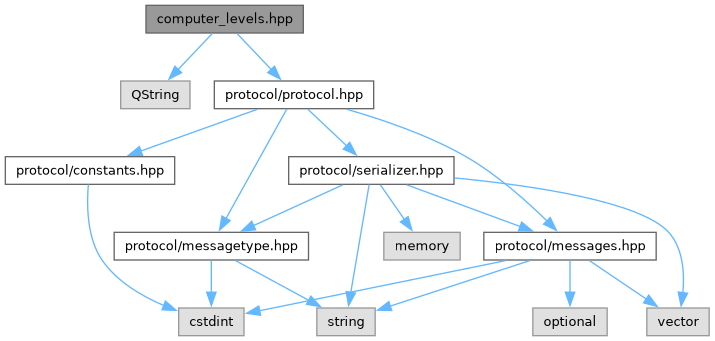 computer_levels.hpp
QString
protocol/protocol.hpp
protocol/constants.hpp
protocol/serializer.hpp
protocol/messagetype.hpp
memory
protocol/messages.hpp
cstdint
string
optional
vector